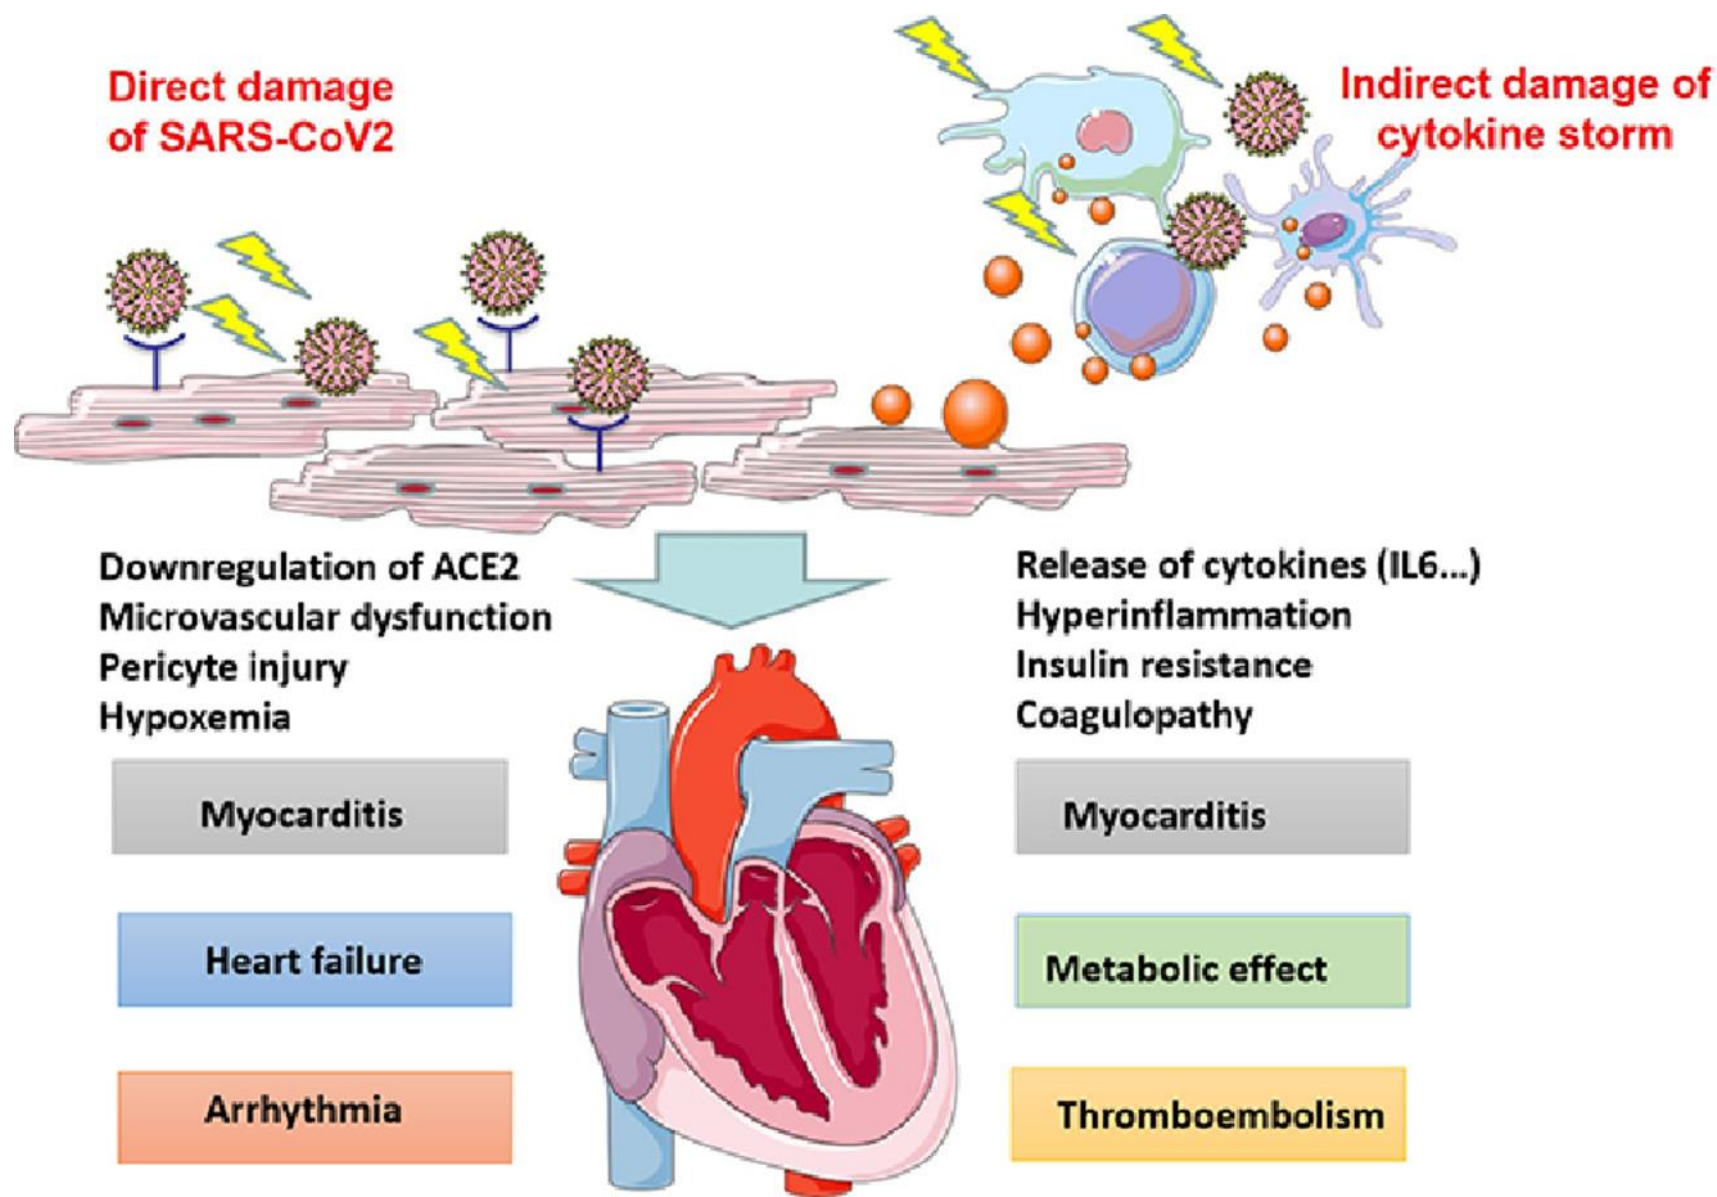 Direct damage
of SARS-CoV2
Indirect damage of
cytokine storm
Downregulation of ACE2
Microvascular dysfunction
Pericyte injury
Hypoxemia
Release of cytokines (IL6...)
Hyperinflammation
Insulin resistance
Coagulopathy
Myocarditis
Heart failure
Arrhythmia
Myocarditis
Metabolic effect
Thromboembolism